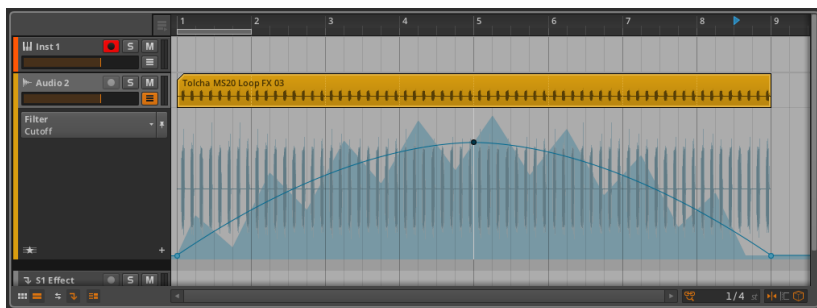 1 2 3 4 5 6 7 8 9
Inst 1 S M
Audio 2 S M
Tolcha MS20 Loop FX 03
Filter
Cutoff
+
S1 Effect S M
1/4